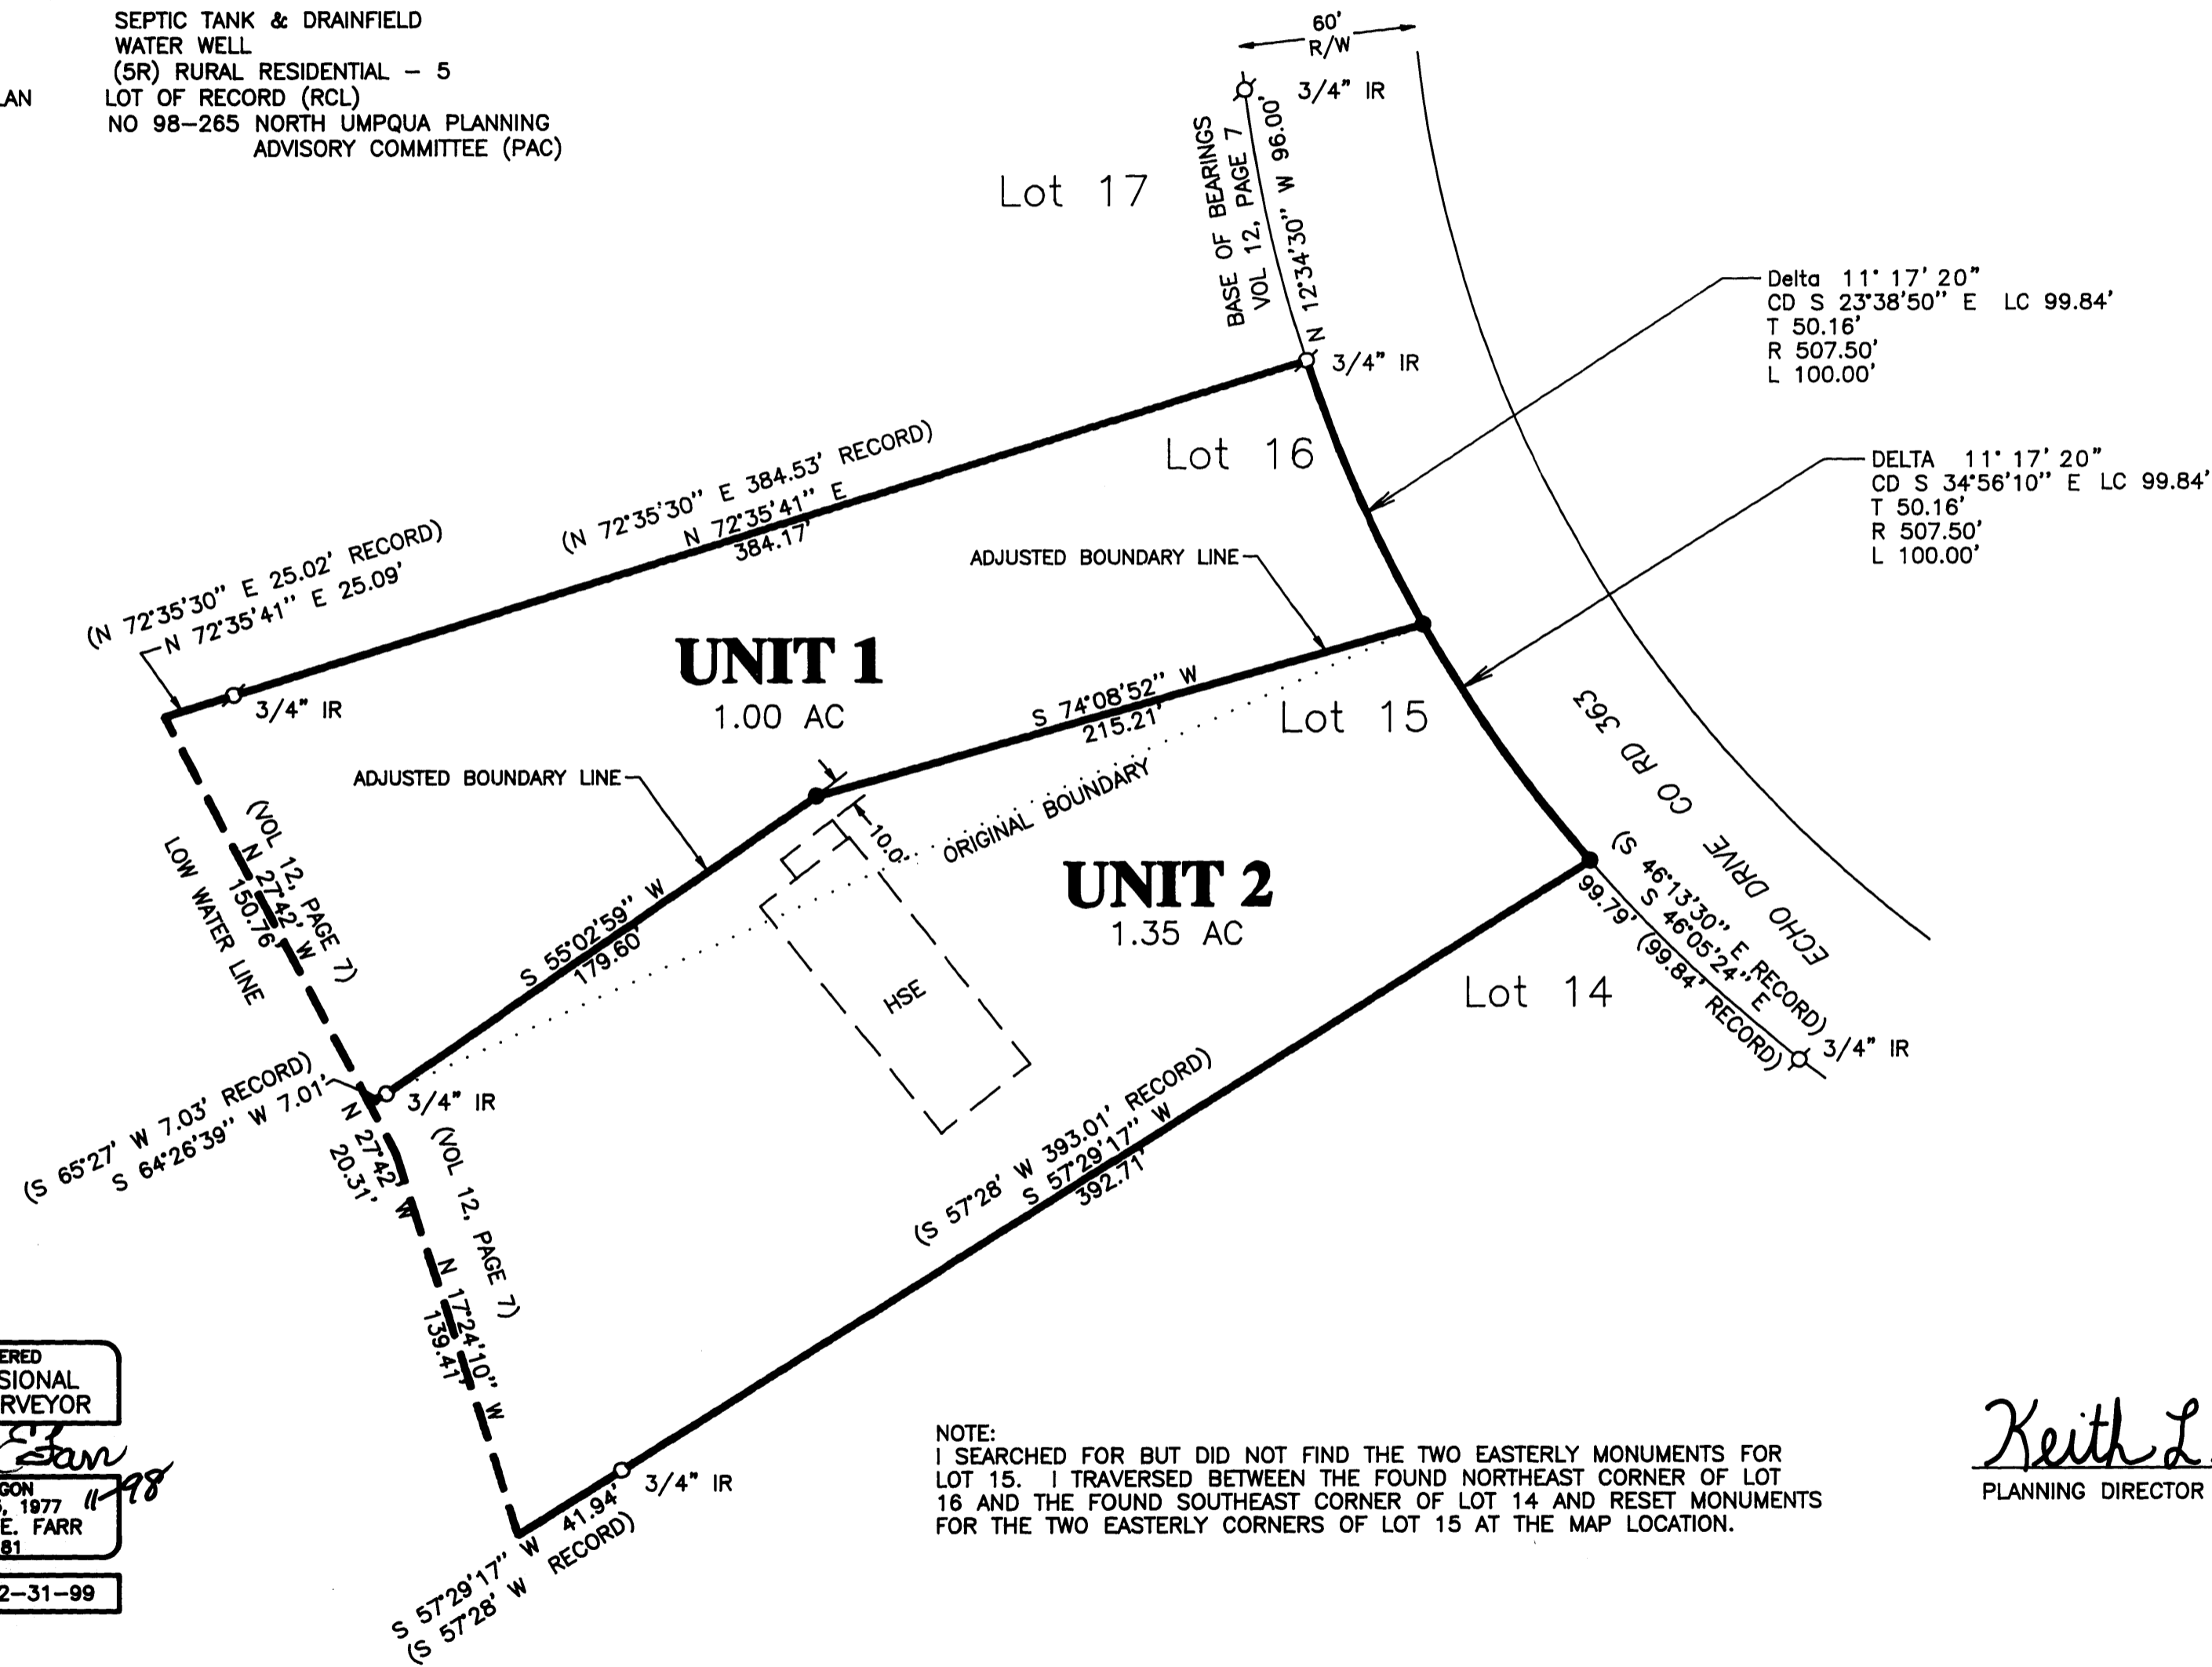 SEPTIC TANK & DRAINFIELD
WATER WELL
(5R) RURAL RESIDENTIAL - 5
LAN LOT OF RECORD (RCL)
NO 98-265 NORTH UMPQUA PLANNING
ADVISORY COMMITTEE (PAC)
60'
R/W
3/4" IR
BASE OF BEARINGS
VOL 12, PAGE 7
N 12°34'30" W 96.00'
Lot 17
3/4" IR
Delta 11° 17' 20"
CD S 23°38'50" E LC 99.84'
T 50.16'
R 507.50'
L 100.00'
DELTA 11° 17' 20"
CD S 34°56'10" E LC 99.84'
T 50.16'
R 507.50'
L 100.00'
Lot 16
(N 72°35'30" E 384.53' RECORD)
N 72°35'41" E
384.17'
(N 72°35'30" E 25.02' RECORD)
N 72°35'41" E 25.09'
3/4" IR
ADJUSTED BOUNDARY LINE
UNIT 1
1.00 AC
S 74°08'52" W
215.21'
Lot 15
ADJUSTED BOUNDARY LINE
ORIGINAL BOUNDARY
10.0'
UNIT 2
1.35 AC
HSE
ECHO DRIVE CO RD 363
(S 46°13'30" E RECORD)
S 46°05'24" E
99.79' (99.84' RECORD)
3/4" IR
Lot 14
(VOL 12, PAGE 7)
N 27°42' W
150.76'
LOW WATER LINE
S 55°02'59" W
179.60'
(S 65°27' W 7.03' RECORD)
S 64°26'39" W 7.01'
3/4" IR
N 27°42' W
20.31'
(VOL 12, PAGE 7)
N 17°24'10" W
139.41'
(S 57°28' W 393.01' RECORD)
S 57°29'17" W
392.71'
3/4" IR
41.94'
S 57°29'17" W
(S 57°28' W RECORD)
ERED
SIONAL
RVEYOR
E Farr
11-98
GON
, 1977
E. FARR
81
2-31-99
NOTE:
I SEARCHED FOR BUT DID NOT FIND THE TWO EASTERLY MONUMENTS FOR
LOT 15. I TRAVERSED BETWEEN THE FOUND NORTHEAST CORNER OF LOT
16 AND THE FOUND SOUTHEAST CORNER OF LOT 14 AND RESET MONUMENTS
FOR THE TWO EASTERLY CORNERS OF LOT 15 AT THE MAP LOCATION.
Keith L.
PLANNING DIRECTOR